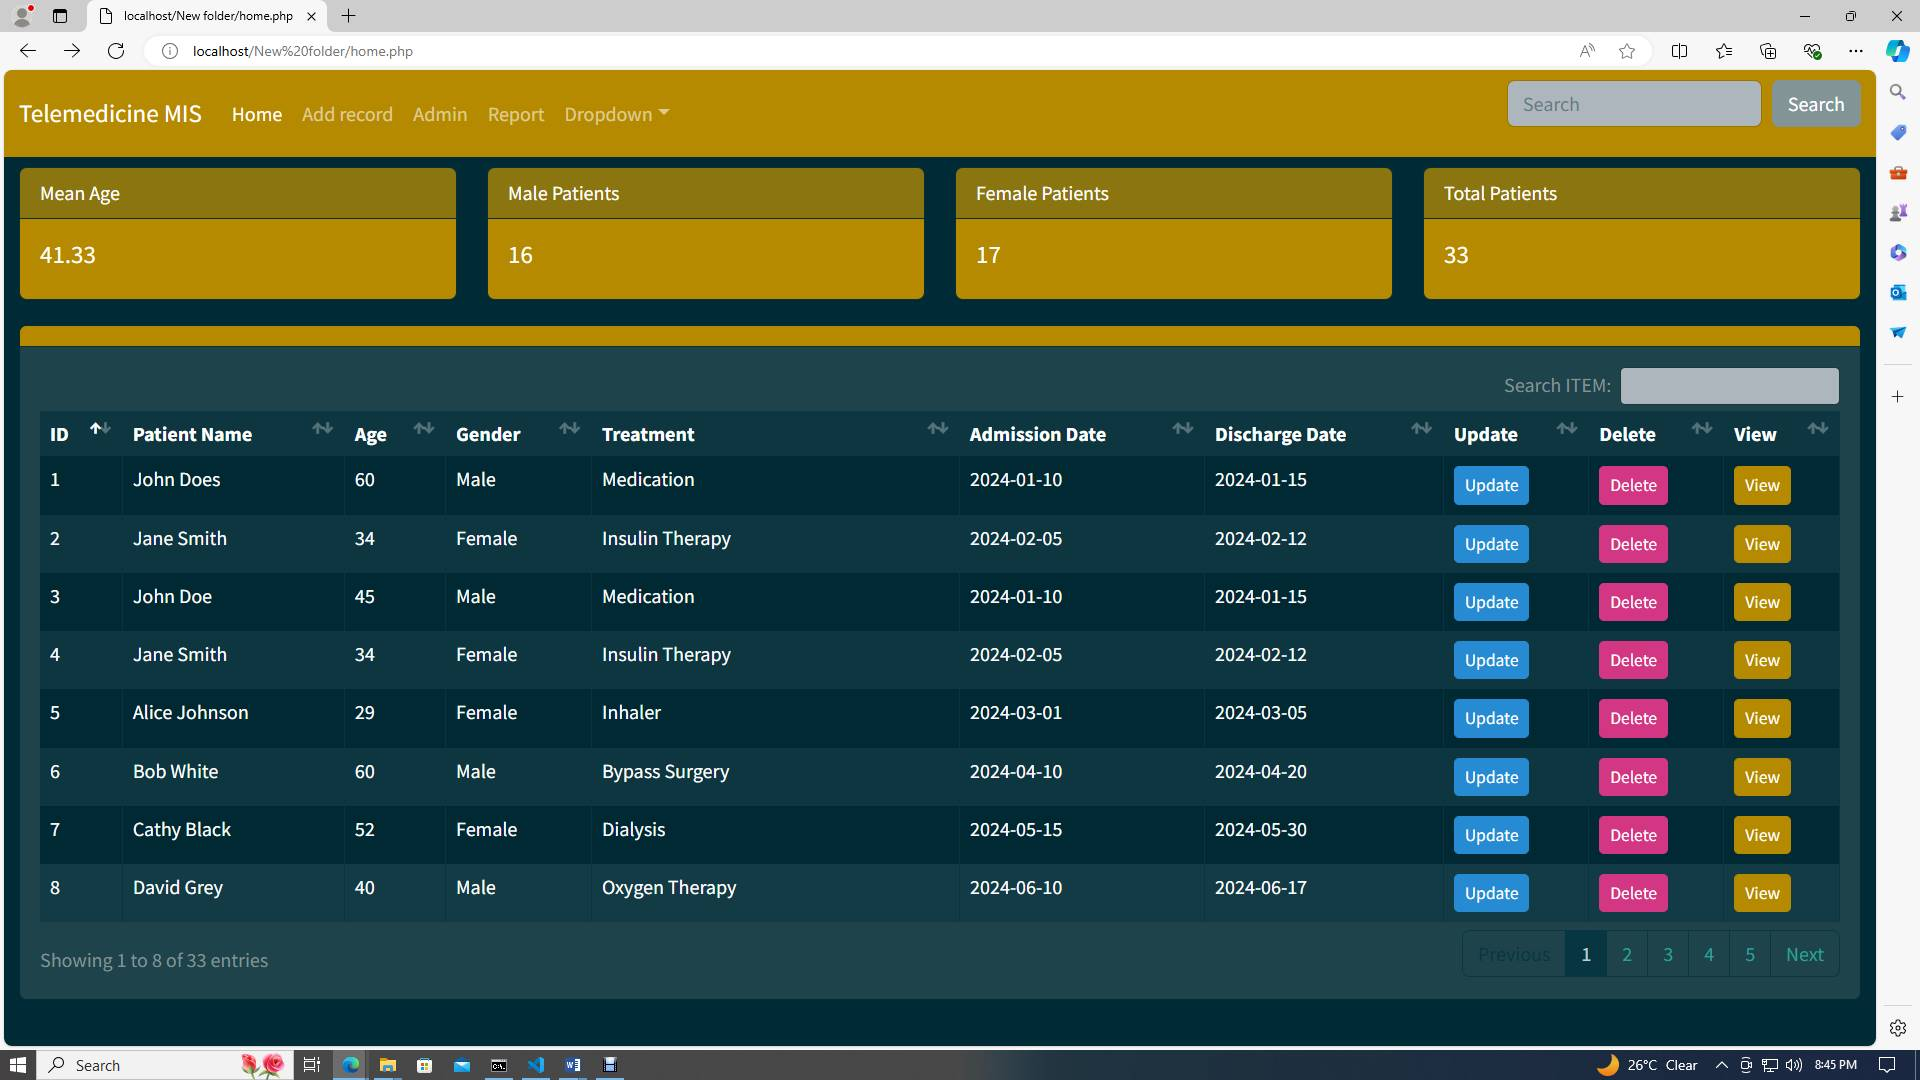 localhost/New folder/home.php
localhost/New%20folder/home.php
Telemedicine MIS Home Add record Admin Report Dropdown Search Search
Mean Age Male Patients Female Patients Total Patients
41.33 16 17 33
Search ITEM:
ID Patient Name Age Gender Treatment Admission Date Discharge Date Update Delete View
1 John Does 60 Male Medication 2024-01-10 2024-01-15 Update Delete View
2 Jane Smith 34 Female Insulin Therapy 2024-02-05 2024-02-12 Update Delete View
3 John Doe 45 Male Medication 2024-01-10 2024-01-15 Update Delete View
4 Jane Smith 34 Female Insulin Therapy 2024-02-05 2024-02-12 Update Delete View
5 Alice Johnson 29 Female Inhaler 2024-03-01 2024-03-05 Update Delete View
6 Bob White 60 Male Bypass Surgery 2024-04-10 2024-04-20 Update Delete View
7 Cathy Black 52 Female Dialysis 2024-05-15 2024-05-30 Update Delete View
8 David Grey 40 Male Oxygen Therapy 2024-06-10 2024-06-17 Update Delete View
Showing 1 to 8 of 33 entries Previous 1 2 3 4 5 Next
Search 26°C Clear 8:45 PM